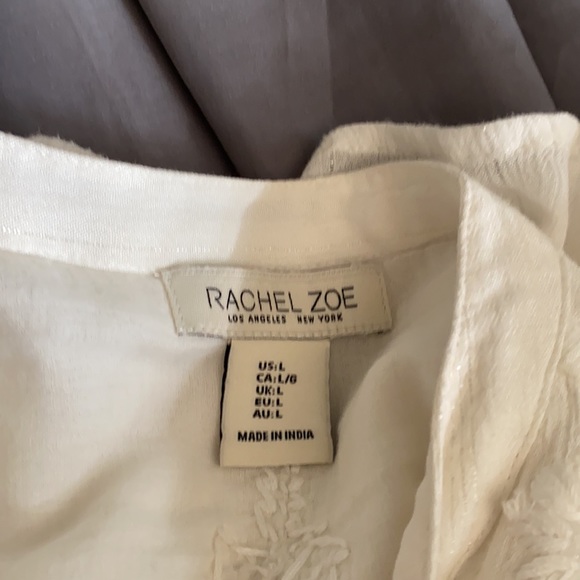 RACHEL ZOE
LOS ANGELES NEW YORK
US:L
CA:L/G
UK:L
EU:L
AU:L
MADE IN INDIA